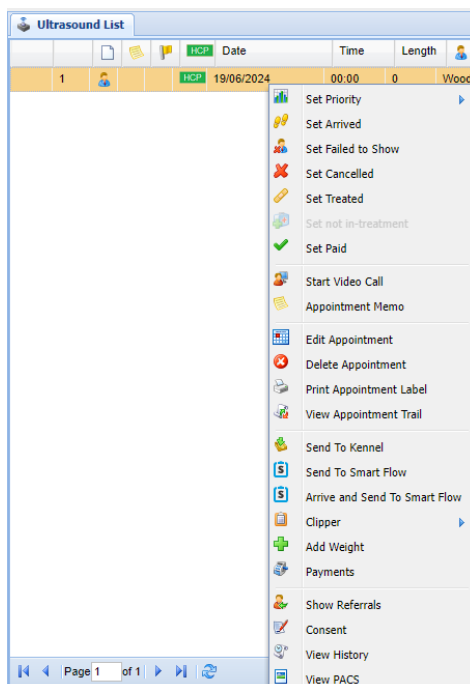 Ultrasound List
HCP Date Time Length
1 HCP 19/06/2024 00:00 0 Wood
Set Priority
Set Arrived
Set Failed to Show
Set Cancelled
Set Treated
Set not in-treatment
Set Paid
Start Video Call
Appointment Memo
Edit Appointment
Delete Appointment
Print Appointment Label
View Appointment Trail
Send To Kennel
S Send To Smart Flow
S Arrive and Send To Smart Flow
Clipper
Add Weight
Payments
Show Referrals
Consent
View History
View PACS
Page 1 of 1